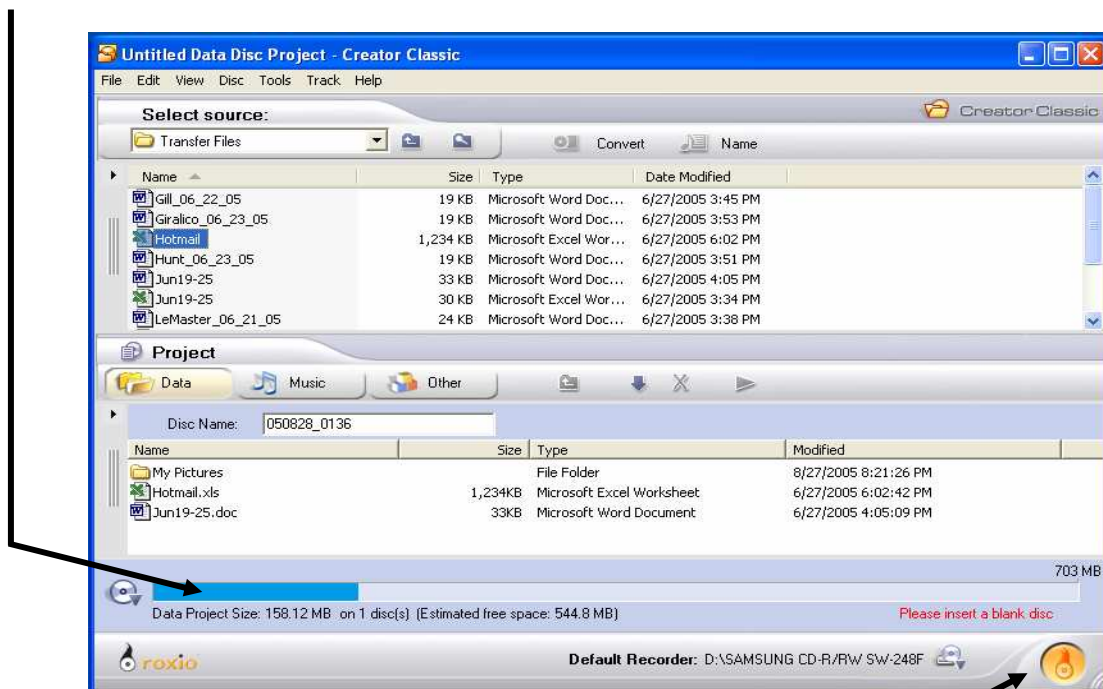 Untitled Data Disc Project - Creator Classic
File Edit View Disc Tools Track Help
Select source: Creator Classic
Transfer Files Convert Name
Name Size Type Date Modified
Gill_06_22_05 19 KB Microsoft Word Doc... 6/27/2005 3:45 PM
Giralico_06_23_05 19 KB Microsoft Word Doc... 6/27/2005 3:53 PM
Hotmail 1,234 KB Microsoft Excel Wor... 6/27/2005 6:02 PM
Hunt_06_23_05 19 KB Microsoft Word Doc... 6/27/2005 3:51 PM
Jun19-25 33 KB Microsoft Word Doc... 6/27/2005 4:05 PM
Jun19-25 30 KB Microsoft Excel Wor... 6/27/2005 3:34 PM
LeMaster_06_21_05 24 KB Microsoft Word Doc... 6/27/2005 3:38 PM
Project
Data Music Other
Disc Name: 050828_0136
Name Size Type Modified
My Pictures File Folder 8/27/2005 8:21:26 PM
Hotmail.xls 1,234KB Microsoft Excel Worksheet 6/27/2005 6:02:42 PM
Jun19-25.doc 33KB Microsoft Word Document 6/27/2005 4:05:09 PM
703 MB
Data Project Size: 158.12 MB on 1 disc(s) (Estimated free space: 544.8 MB) Please insert a blank disc
roxio Default Recorder: D:\SAMSUNG CD-R/RW SW-248F